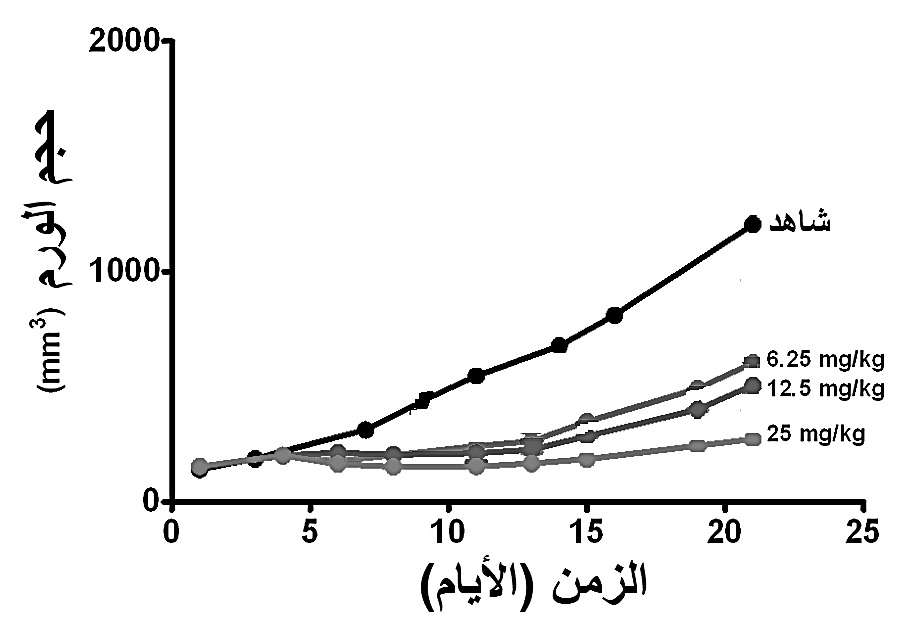 2000
1000
0
حجم الورم (mm³)
شاهد
6.25 mg/kg
12.5 mg/kg
25 mg/kg
0 5 10 15 20 25
الزمن (الأيام)